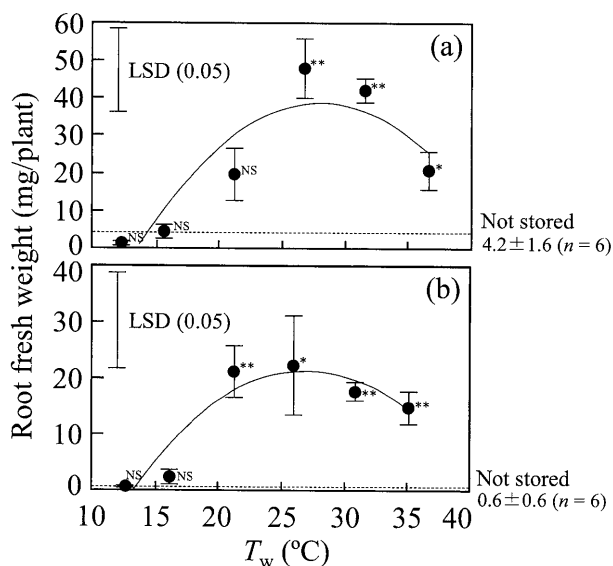 60
50
40
30
20
10
0
(a)
LSD (0.05)
**
**
*
NS
NS
NS
Not stored
4.2±1.6 (n = 6)
Root fresh weight (mg/plant)
40
30
20
10
0
(b)
LSD (0.05)
**
*
**
**
NS
NS
Not stored
0.6±0.6 (n = 6)
10 15 20 25 30 35 40
Tw (ºC)